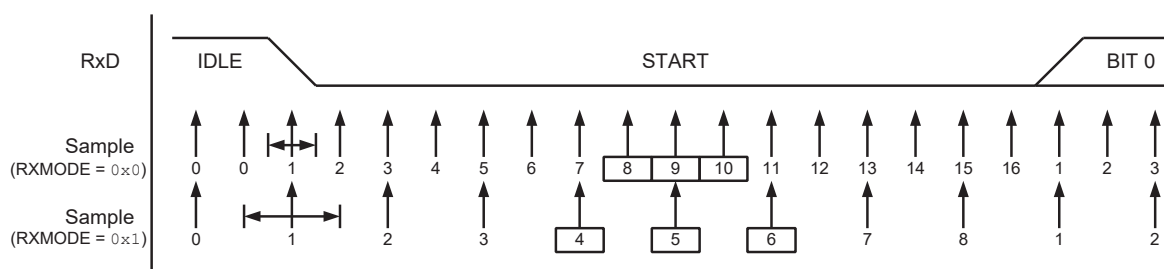 RxD IDLE START BIT 0
Sample
(RXMODE = 0x0) 0 0 1 2 3 4 5 6 7 8 9 10 11 12 13 14 15 16 1 2 3
Sample
(RXMODE = 0x1) 0 1 2 3 4 5 6 7 8 1 2